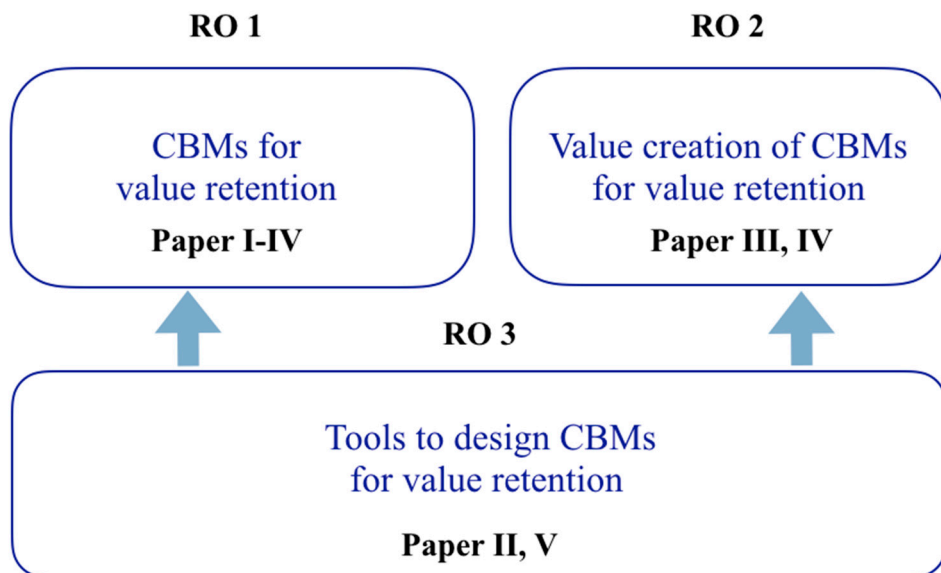 RO 1
CBMs for
value retention
Paper I-IV
RO 2
Value creation of CBMs
for value retention
Paper III, IV
RO 3
Tools to design CBMs
for value retention
Paper II, V